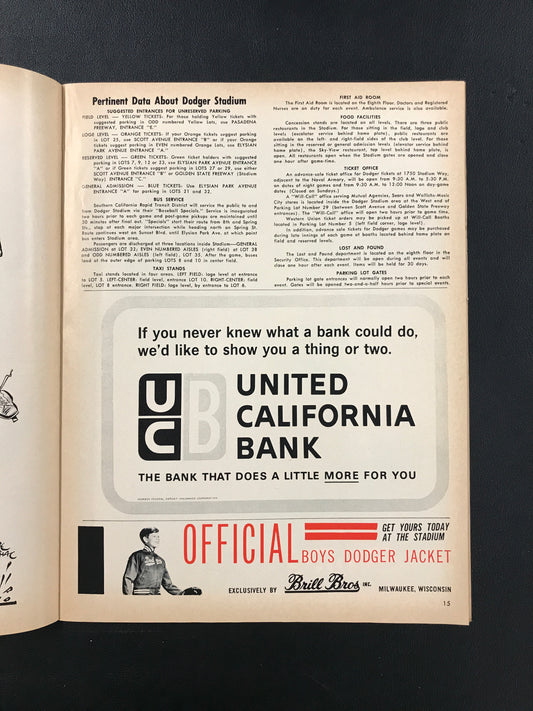 Pertinent Data About Dodger Stadium
SUGGESTED ENTRANCES FOR UNRESERVED PARKING
FIELD LEVEL — YELLOW TICKETS: For those holding Yellow tickets with
suggested parking in ODD numbered Yellow Lots, use PASADENA
FREEWAY, ENTRANCE "E."
LOGE LEVEL — ORANGE TICKETS: If your Orange tickets suggest parking
in LOT 25, use SCOTT AVENUE ENTRANCE "B" or if your Orange
tickets suggest parking in EVEN numbered Orange Lots, use ELYSIAN
PARK AVENUE ENTRANCE "A."
RESERVED LEVEL — GREEN TICKETS: Green ticket holders with suggested
parking in LOTS 7, 9, 12 or 23, use ELYSIAN PARK AVENUE ENTRANCE
"A" or if Green tickets suggest parking in LOTS 27 or 29, use either
SCOTT AVENUE ENTRANCE "B" or GOLDEN STATE FREEWAY (Stadium
Way) ENTRANCE "C."
GENERAL ADMISSION — BLUE TICKETS: Use ELYSIAN PARK AVENUE
ENTRANCE "A" for parking in LOTS 21 and 32.
BUS SERVICE
Southern California Rapid Transit District will service the public to and
from Dodger Stadium via their "Baseball Specials." Service is inaugurated
two hours prior to each game and post-game pickups are maintained until
30 minutes after final out. "Specials" start their route from 8th and Spring
Sts., stop at each major intersection while heading north on Spring St.
Route continues west on Sunset Blvd. until Elysian Park Ave. at which point
bus enters Stadium area.
Passengers are discharged at three locations inside Stadium—GENERAL
ADMISSION at LOT 32; EVEN NUMBERED AISLES (right field) at LOT 28
and ODD NUMBERED AISLES (left field), LOT 35. After the game, buses
load at the outer edge of parking LOTS 8 and 10 in center field.
TAXI STANDS
Taxi stands located in four areas. LEFT FIELD: loge level at entrance
to LOT 5. LEFT-CENTER: field level, entrance LOT 10. RIGHT-CENTER: field
level, LOT 8 entrance. RIGHT FIELD: loge level, by entrance to LOT 6.
FIRST AID ROOM
The First Aid Room is located on the Eighth Floor. Doctors and Registered
Nurses are on duty for each event. Ambulance service is also available.
FOOD FACILITIES
Concession stands are located on all levels. There are three public
restaurants in the Stadium. For those sitting in the field, loge and club
levels (escalator service behind home plate), public restaurants are
available on the left- and right-field sides of the club level. For those
sitting in the reserved or general admission levels (elevator service behind
home plate), the Sky-View restaurant, top level behind home plate, is
open. All restaurants open when the Stadium gates are opened and close
one hour after game-time.
TICKET OFFICE
An advance-sale ticket office for Dodger tickets at 1750 Stadium Way,
adjacent to the Naval Armory, will be open from 9:30 A.M. to 5:30 P.M.
on dates of night games and from 9:30 A.M. to 12:00 Noon on day-game
dates (Closed on Sundays.)
A "Will-Call" office serving Mutual Agencies, Sears and Wallichs-Music
City stores is located inside the Dodger Stadium area at the West end of
Parking Lot Number 29 (between Scott Avenue and Golden State Freeway
entrances). The "Will-Call" office will open two hours prior to game time.
Western Union ticket orders may be picked up at Will-Call Booths
located in Parking Lot Number 5 (left field corner, loge level).
In addition, advance sale tickets for Dodger games may be purchased
during late innings of each game at booths located behind home plate on
field and reserved levels.
LOST AND FOUND
The Lost and Found Department is located on the eighth floor in the
Security Office. This department will be open during all events and will
close one hour after each event. Items will be held for 30 days.
PARKING LOT GATES
Parking lot gate entrances will normally open two hours prior to each
event. Gates will be opened two-and-a-half hours prior to special events.
If you never knew what a bank could do,
we'd like to show you a thing or two.
UCB
UNITED
CALIFORNIA
BANK
THE BANK THAT DOES A LITTLE MORE FOR YOU
MEMBER FEDERAL DEPOSIT INSURANCE CORPORATION
OFFICIAL
BOYS DODGER JACKET
GET YOURS TODAY
AT THE STADIUM
EXCLUSIVELY BY Brill Bros INC. MILWAUKEE, WISCONSIN
15